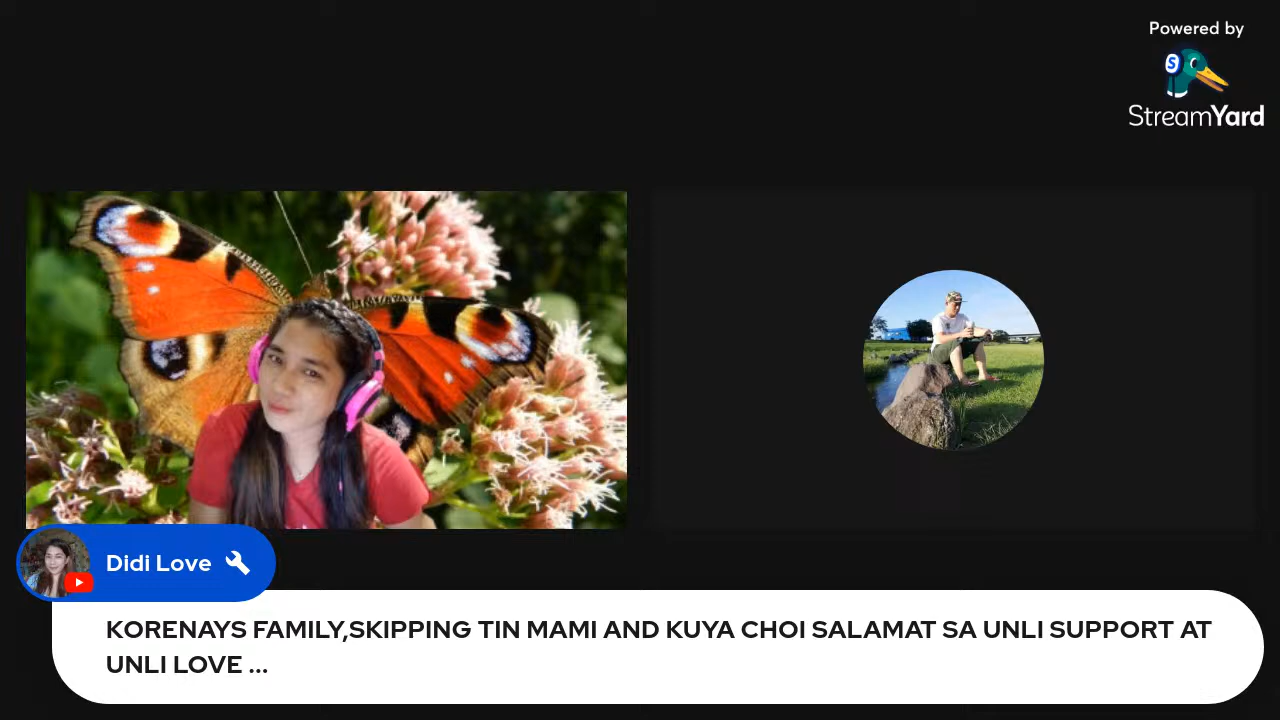 Powered by
S
StreamYard
Didi Love
KORENAYS FAMILY,SKIPPING TIN MAMI AND KUYA CHOI SALAMAT SA UNLI SUPPORT AT
UNLI LOVE ...